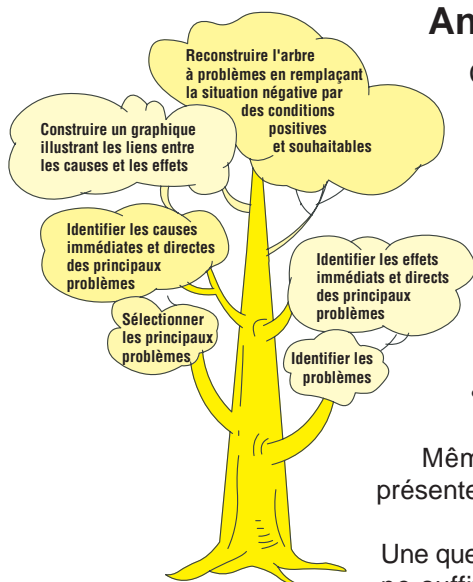 An
Reconstruire l'arbre
à problèmes en remplaçant
la situation négative par
des conditions
positives
et souhaitables
Construire un graphique
illustrant les liens entre
les causes et les effets
Identifier les causes
immédiates et directes
des principaux
problèmes
Identifier les effets
immédiats et directs
des principaux
problèmes
Sélectionner
les principaux
problèmes
Identifier les
problèmes
Mêm
présente
Une que